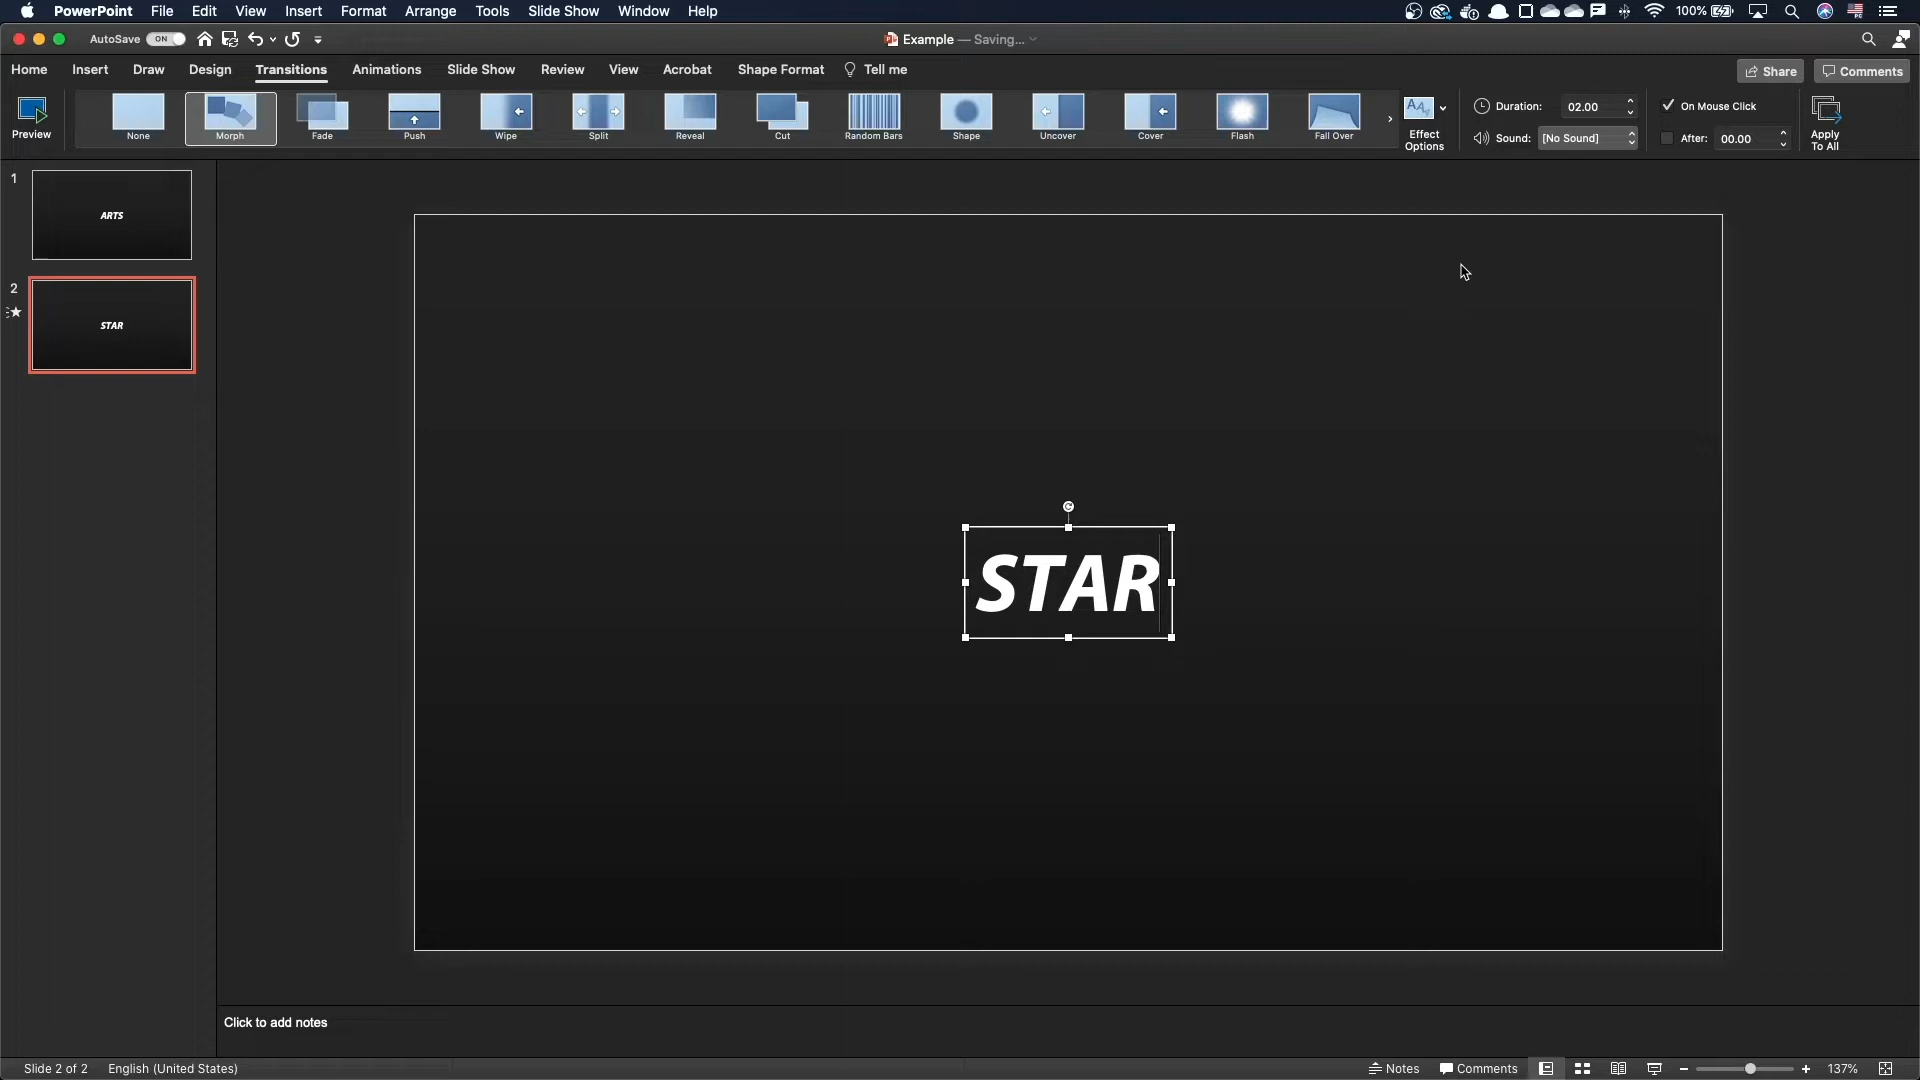 PowerPoint File Edit View Insert Format Arrange Tools Slide Show Window Help 100%
AutoSave ON Example — Saving...
Home Insert Draw Design Transitions Animations Slide Show Review View Acrobat Shape Format Tell me Share Comments
Preview None Morph Fade Push Wipe Split Reveal Cut Random Bars Shape Uncover Cover Flash Fall Over
Effect Options
Duration: 02.00
Sound: [No Sound]
On Mouse Click
After: 00.00
Apply To All
1
ARTS
2
STAR
STAR
Click to add notes
Slide 2 of 2 English (United States) Notes Comments 137%